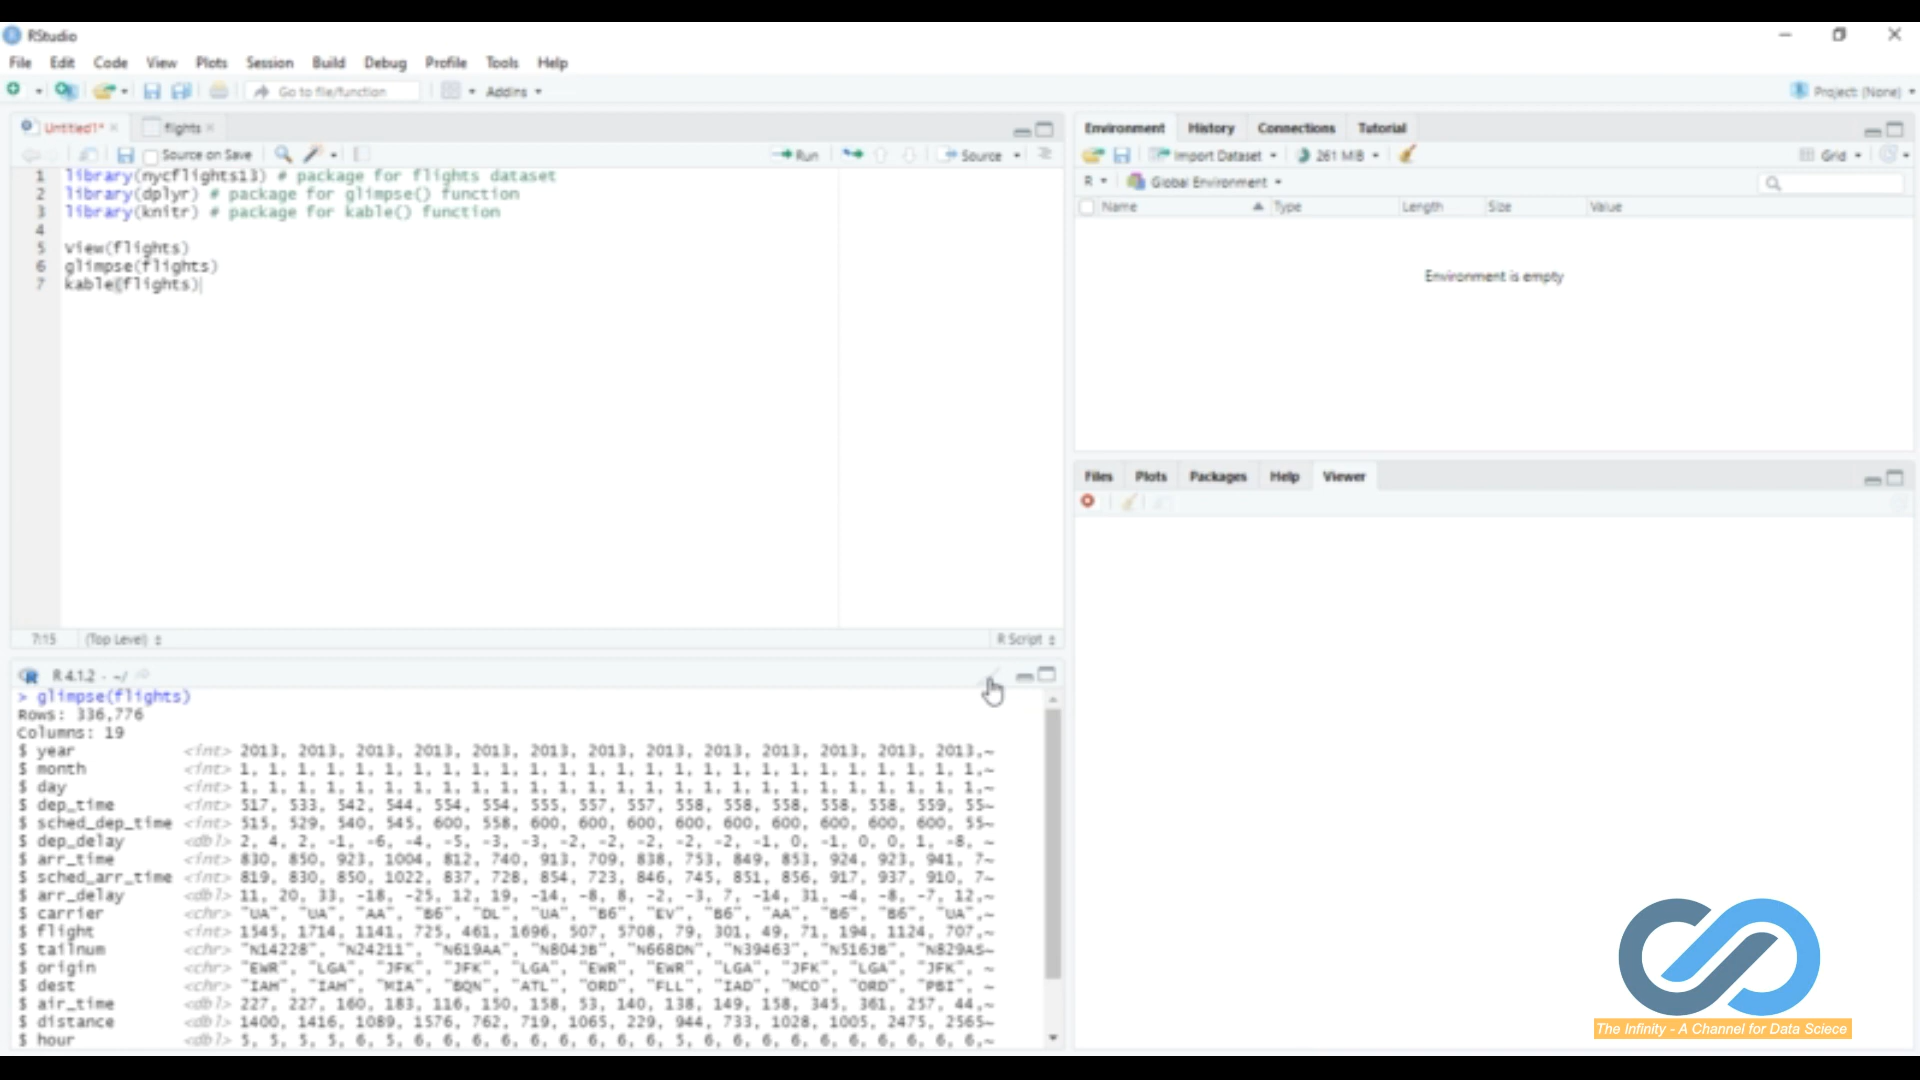 RStudio
File Edit Code View Plots Session Build Debug Profile Tools Help
Go to file/function Addins Project: (None)
Untitled1* flights
Source on Save Run Source
1 library(nycflights13) # package for flights dataset
2 library(dplyr) # package for glimpse() function
3 library(knitr) # package for kable() function
4
5 View(flights)
6 glimpse(flights)
7 kable(flights)
7:15 (Top Level) R Script
R 4.1.2 · ~/
> glimpse(flights)
Rows: 336,776
Columns: 19
$ year <int> 2013, 2013, 2013, 2013, 2013, 2013, 2013, 2013, 2013, 2013, 2013, 2013, 2013,~
$ month <int> 1, 1, 1, 1, 1, 1, 1, 1, 1, 1, 1, 1, 1, 1, 1, 1, 1, 1, 1, 1, 1, 1, 1, 1, 1, 1,~
$ day <int> 1, 1, 1, 1, 1, 1, 1, 1, 1, 1, 1, 1, 1, 1, 1, 1, 1, 1, 1, 1, 1, 1, 1, 1, 1, 1,~
$ dep_time <int> 517, 533, 542, 544, 554, 554, 555, 557, 557, 558, 558, 558, 558, 558, 559, 55~
$ sched_dep_time <int> 515, 529, 540, 545, 600, 558, 600, 600, 600, 600, 600, 600, 600, 600, 600, 55~
$ dep_delay <dbl> 2, 4, 2, -1, -6, -4, -5, -3, -3, -2, -2, -2, -2, -2, -1, 0, -1, 0, 0, 1, -8, ~
$ arr_time <int> 830, 850, 923, 1004, 812, 740, 913, 709, 838, 753, 849, 853, 924, 923, 941, 7~
$ sched_arr_time <int> 819, 830, 850, 1022, 837, 728, 854, 723, 846, 745, 851, 856, 917, 937, 910, 7~
$ arr_delay <dbl> 11, 20, 33, -18, -25, 12, 19, -14, -8, 8, -2, -3, 7, -14, 31, -4, -8, -7, 12,~
$ carrier <chr> "UA", "UA", "AA", "B6", "DL", "UA", "B6", "EV", "B6", "AA", "B6", "B6", "UA",~
$ flight <int> 1545, 1714, 1141, 725, 461, 1696, 507, 5708, 79, 301, 49, 71, 194, 1124, 707,~
$ tailnum <chr> "N14228", "N24211", "N619AA", "N804JB", "N668DN", "N39463", "N516JB", "N829AS~
$ origin <chr> "EWR", "LGA", "JFK", "JFK", "LGA", "EWR", "EWR", "LGA", "JFK", "LGA", "JFK", ~
$ dest <chr> "IAH", "IAH", "MIA", "BQN", "ATL", "ORD", "FLL", "IAD", "MCO", "ORD", "PBI", ~
$ air_time <dbl> 227, 227, 160, 183, 116, 150, 158, 53, 140, 138, 149, 158, 345, 361, 257, 44,~
$ distance <dbl> 1400, 1416, 1089, 1576, 762, 719, 1065, 229, 944, 733, 1028, 1005, 2475, 2565~
$ hour <dbl> 5, 5, 5, 5, 6, 5, 6, 6, 6, 6, 6, 6, 6, 6, 6, 5, 6, 6, 6, 6, 6, 6, 6, 6, 6, 6,~
Environment History Connections Tutorial
Import Dataset 261 MiB Grid
R Global Environment
Name Type Length Size Value
Environment is empty
Files Plots Packages Help Viewer
The Infinity - A Channel for Data Sciece